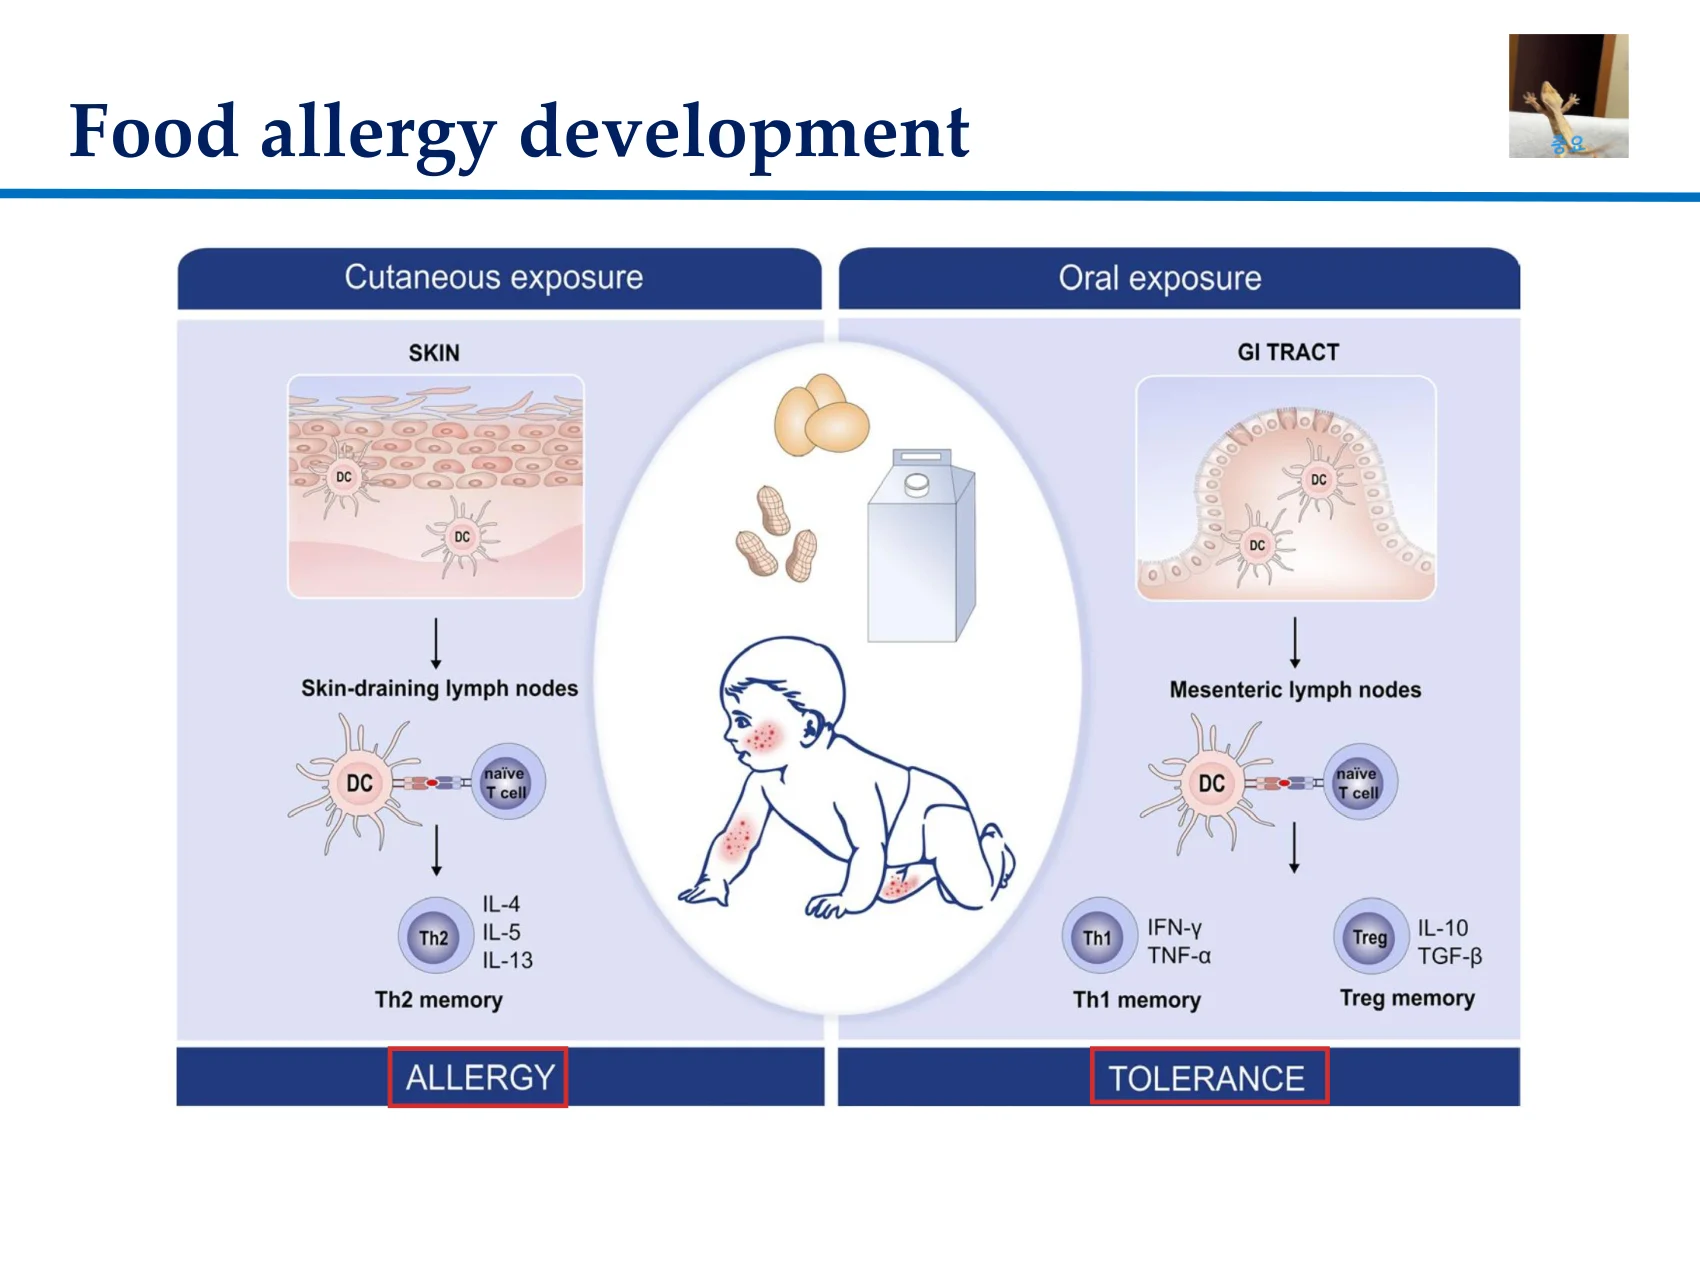 Food allergy development
중요
Cutaneous exposure
SKIN
DC
DC
Skin-draining lymph nodes
DC
naïve
T cell
Th2
IL-4
IL-5
IL-13
Th2 memory
ALLERGY
Oral exposure
GI TRACT
DC
DC
Mesenteric lymph nodes
DC
naïve
T cell
Th1
IFN-γ
TNF-α
Th1 memory
Treg
IL-10
TGF-β
Treg memory
TOLERANCE